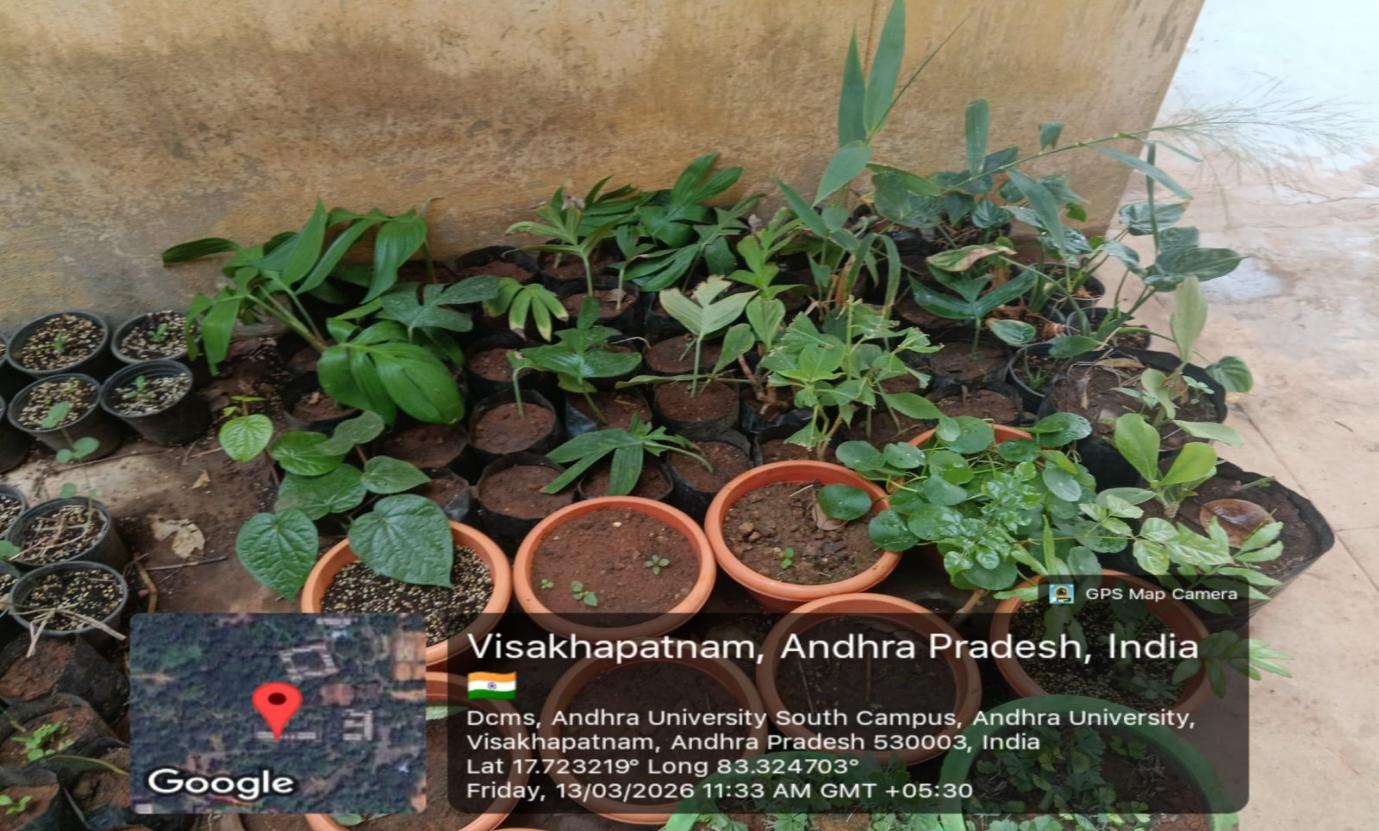 GPS Map Camera
Visakhapatnam, Andhra Pradesh, India
Dcms, Andhra University South Campus, Andhra University,
Visakhapatnam, Andhra Pradesh 530003, India
Lat 17.723219° Long 83.324703°
Friday, 13/03/2026 11:33 AM GMT +05:30
Google